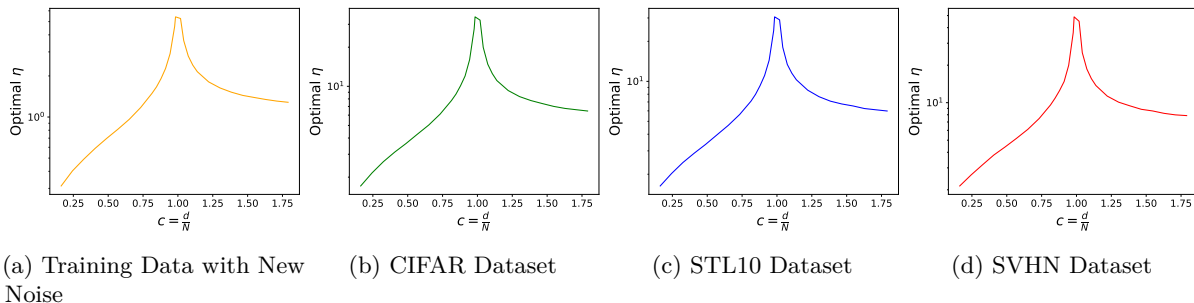 Optimal η
10⁰
0.25 0.50 0.75 1.00 1.25 1.50 1.75
c = d/N
(a) Training Data with New
Noise
Optimal η
10¹
0.25 0.50 0.75 1.00 1.25 1.50 1.75
c = d/N
(b) CIFAR Dataset
Optimal η
10¹
0.25 0.50 0.75 1.00 1.25 1.50 1.75
c = d/N
(c) STL10 Dataset
Optimal η
10¹
0.25 0.50 0.75 1.00 1.25 1.50 1.75
c = d/N
(d) SVHN Dataset